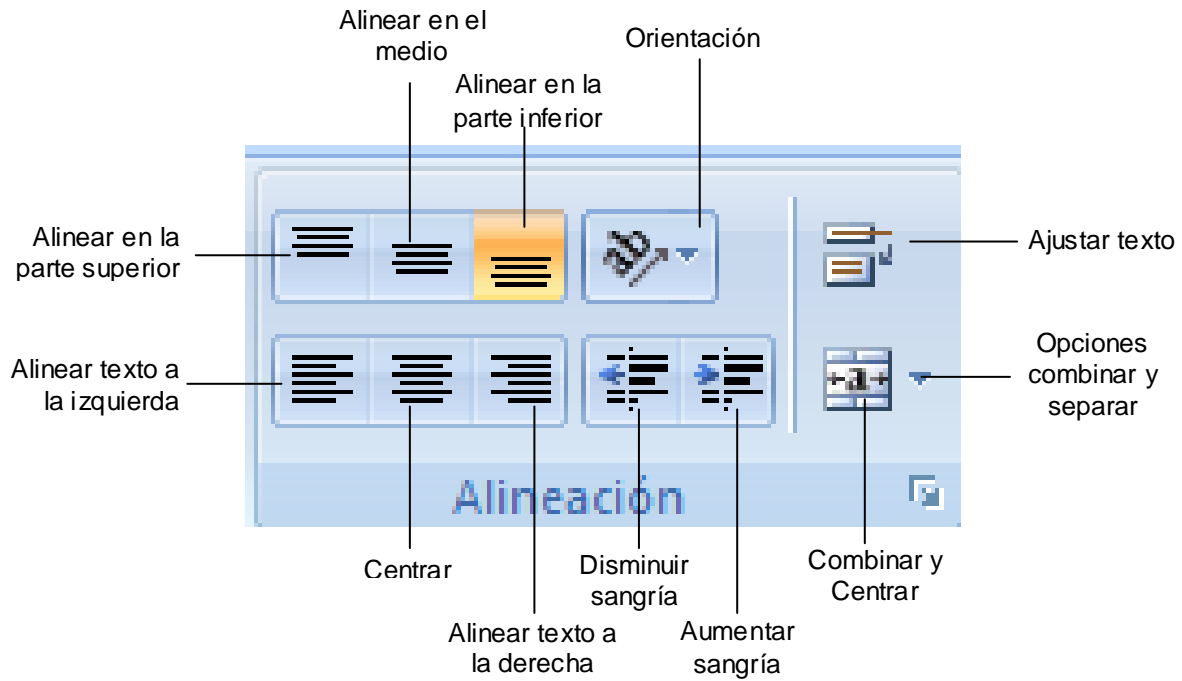 Alinear en el
medio
Orientación
Alinear en la
parte inferior
Alinear en la
parte superior
Ajustar texto
Alinear texto a
la izquierda
Opciones
combinar y
separar
ab
a
Alineación
Centrar
Disminuir
sangría
Combinar y
Centrar
Alinear texto a
la derecha
Aumentar
sangría